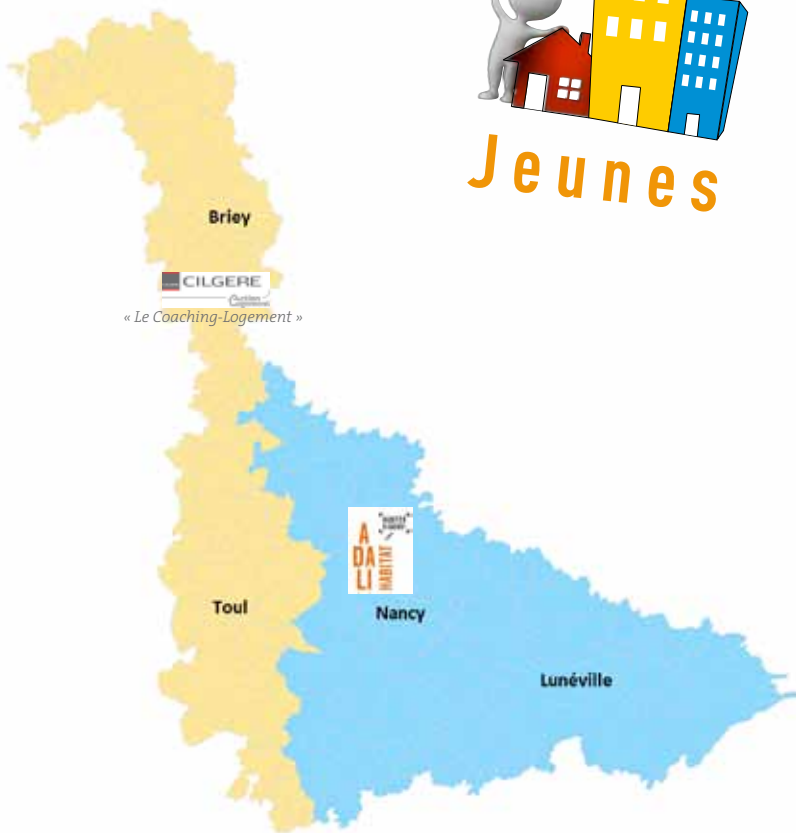 Jeunes
Briey
CILGERE
« Le Coaching-Logement »
A
DA
LI
HABITAT
Toul
Nancy
Lunéville